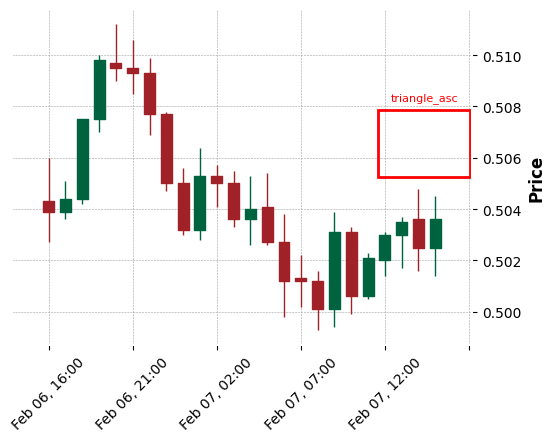 triangle_asc
0.510
0.508
0.506
0.504
0.502
0.500
Price
Feb 06, 16:00
Feb 06, 21:00
Feb 07, 02:00
Feb 07, 07:00
Feb 07, 12:00